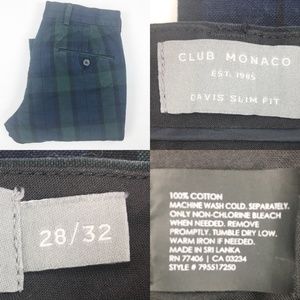 CLUB MONACO
EST. 1985
DAVIS SLIM FIT
28/32
100% COTTON
MACHINE WASH COLD. SEPARATELY.
ONLY NON-CHLORINE BLEACH
WHEN NEEDED. REMOVE
PROMPTLY. TUMBLE DRY LOW.
WARM IRON IF NEEDED.
MADE IN SRI LANKA
RN 77406 | CA 03234
STYLE # 795517250